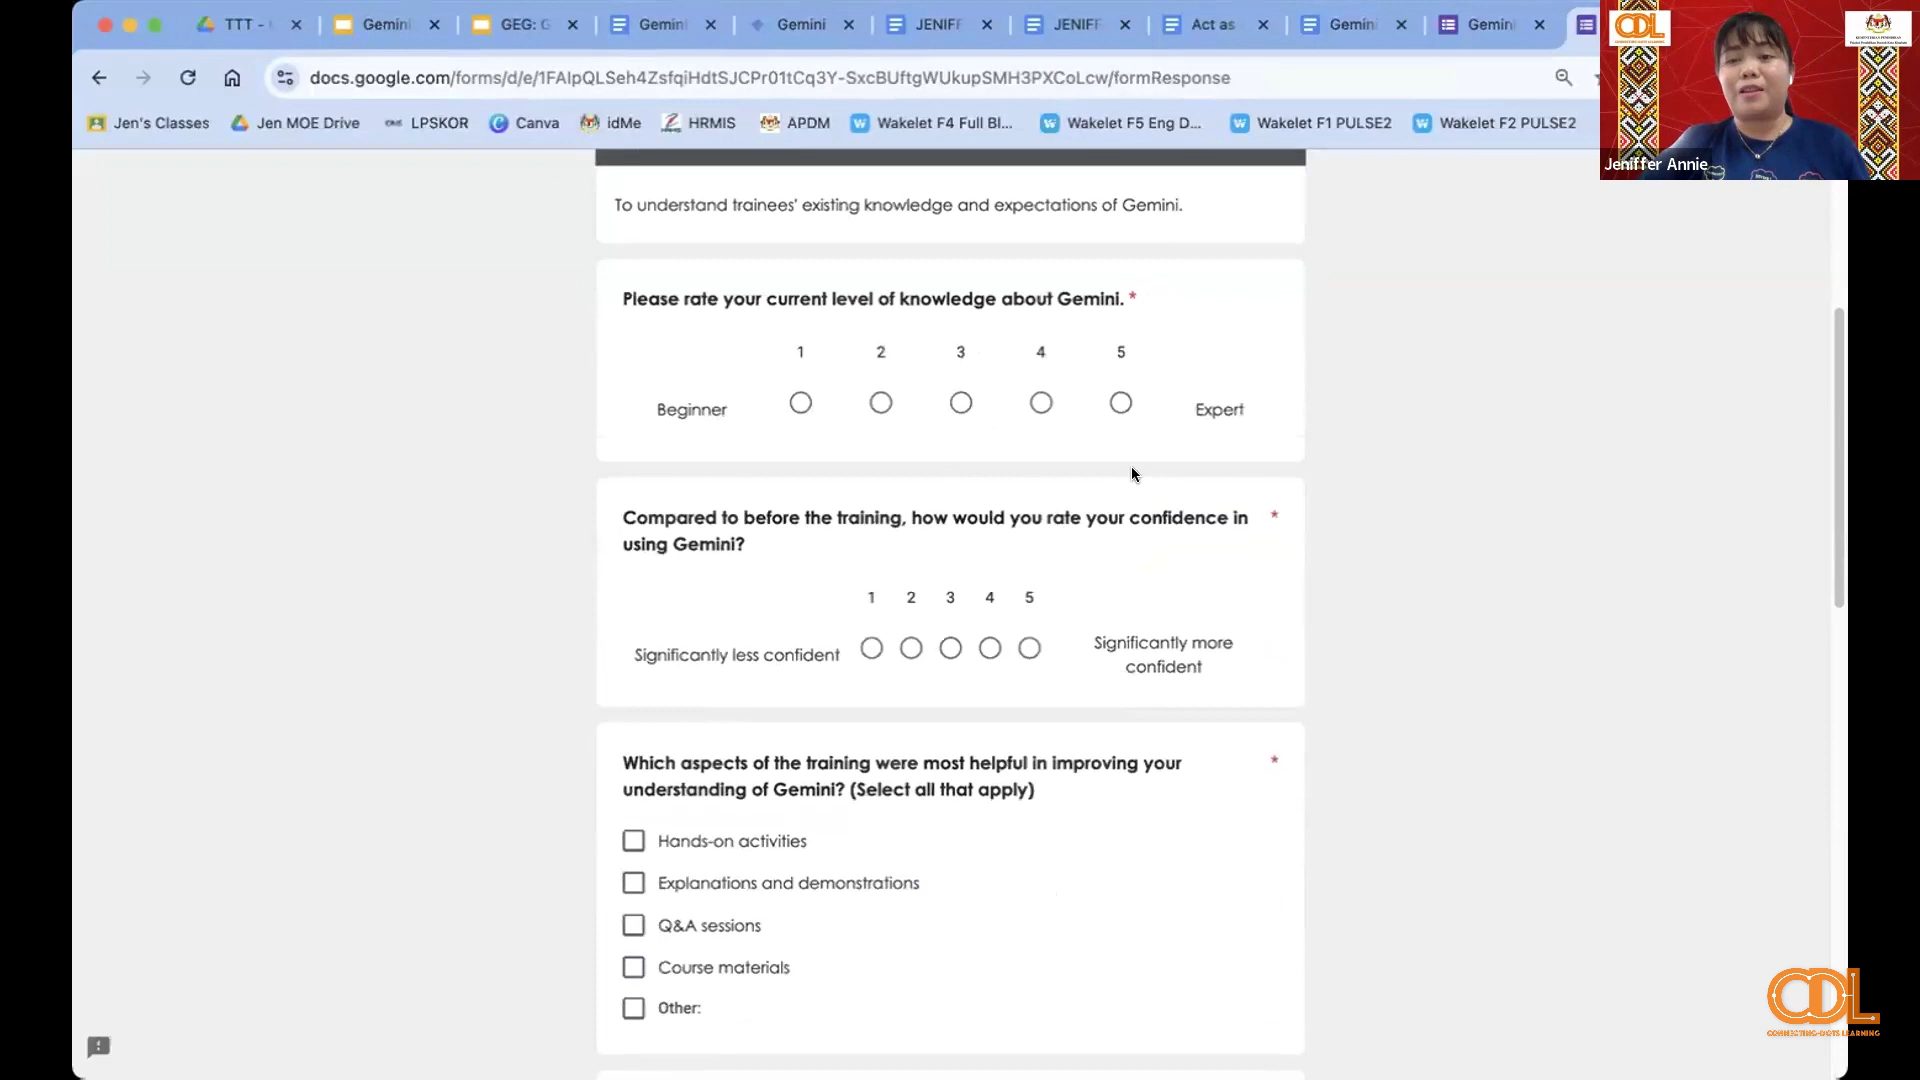 TTT -
Gemini
GEG: G
Gemini
Gemini
JENIFF
JENIFF
Act as
Gemini
Gemini
docs.google.com/forms/d/e/1FAIpQLSeh4ZsfqiHdtSJCPr01tCq3Y-SxcBUftgWUkupSMH3PXCoLcw/formResponse
Jen's Classes
Jen MOE Drive
LPSKOR
Canva
idMe
HRMIS
APDM
Wakelet F4 Full Bl...
Wakelet F5 Eng D...
Wakelet F1 PULSE2
Wakelet F2 PULSE2
CDL
Jeniffer Annie
To understand trainees' existing knowledge and expectations of Gemini.
Please rate your current level of knowledge about Gemini. *
1 2 3 4 5
Beginner Expert
Compared to before the training, how would you rate your confidence in *
using Gemini?
1 2 3 4 5
Significantly less confident
Significantly more
confident
Which aspects of the training were most helpful in improving your *
understanding of Gemini? (Select all that apply)
Hands-on activities
Explanations and demonstrations
Q&A sessions
Course materials
Other:
CDL
CONNECTING-DOTS LEARNING